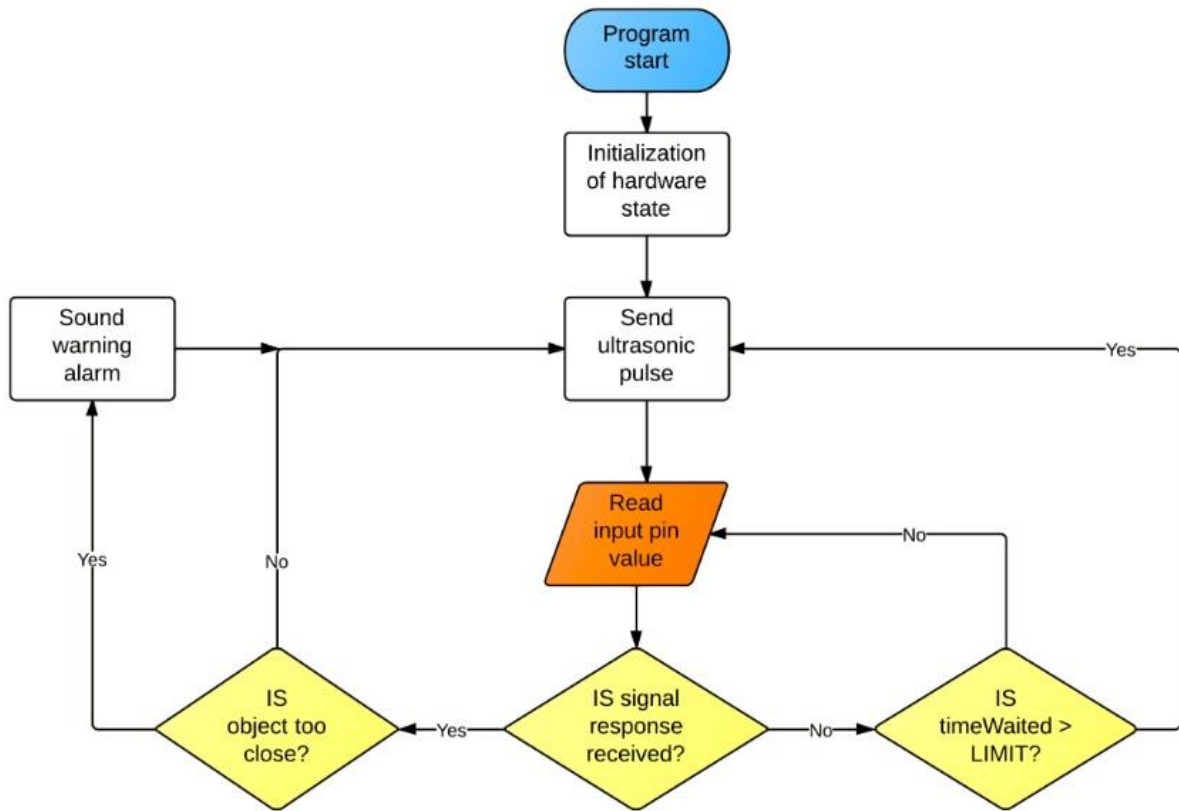 Program
start
Initialization
of hardware
state
Sound
warning
alarm
Send
ultrasonic
pulse
Yes
Read
input pin
value
No
Yes
No
IS
object too
close?
Yes
IS signal
response
received?
No
IS
timeWaited >
LIMIT?